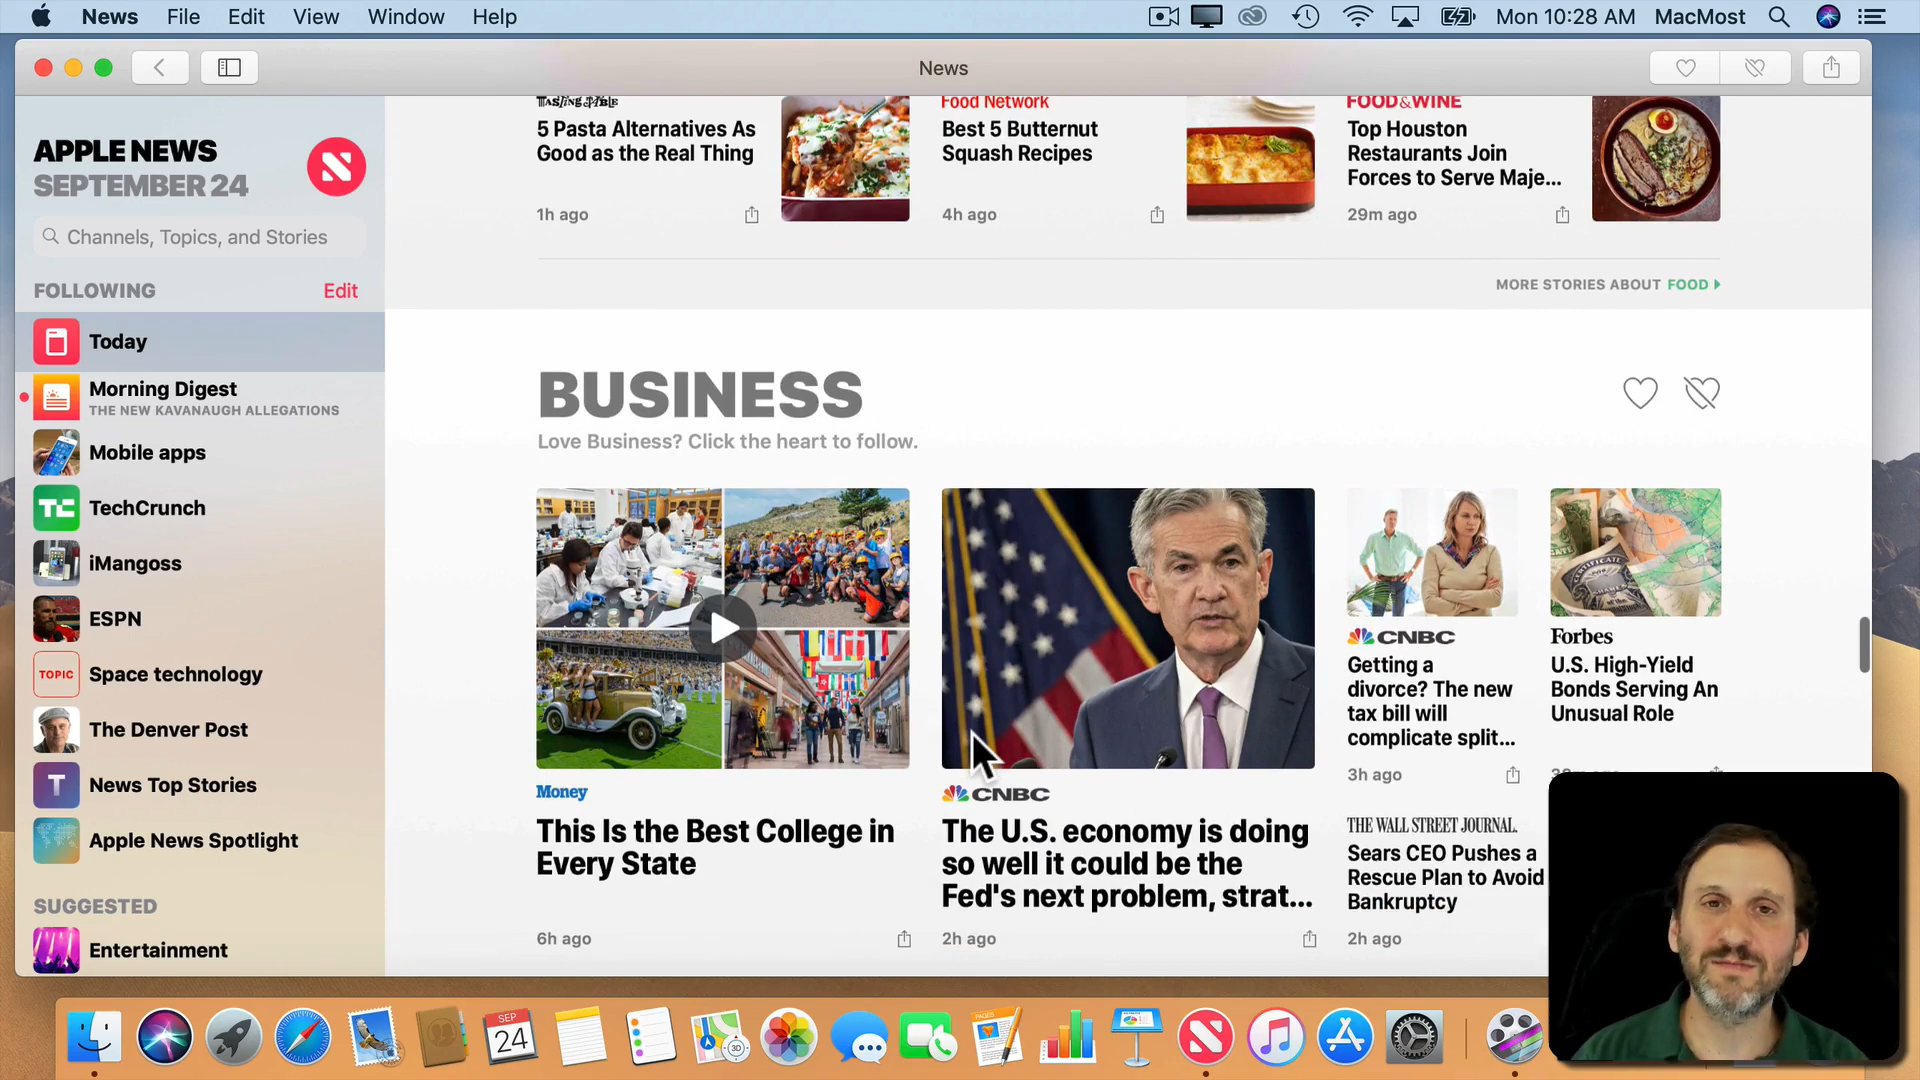 News File Edit View Window Help
Mon 10:28 AM MacMost
News
APPLE NEWS
SEPTEMBER 24
Channels, Topics, and Stories
FOLLOWING Edit
Today
Morning Digest
THE NEW KAVANAUGH ALLEGATIONS
Mobile apps
TC TechCrunch
iMangoss
ESPN
TOPIC Space technology
The Denver Post
T News Top Stories
Apple News Spotlight
SUGGESTED
Entertainment
TASTING TABLE
5 Pasta Alternatives As
Good as the Real Thing
1h ago
Food Network
Best 5 Butternut
Squash Recipes
4h ago
FOOD&WINE
Top Houston
Restaurants Join
Forces to Serve Maje...
29m ago
MORE STORIES ABOUT FOOD
BUSINESS
Love Business? Click the heart to follow.
Money
This Is the Best College in
Every State
6h ago
CNBC
The U.S. economy is doing
so well it could be the
Fed's next problem, strat...
2h ago
CNBC
Getting a
divorce? The new
tax bill will
complicate split...
3h ago
Forbes
U.S. High-Yield
Bonds Serving An
Unusual Role
THE WALL STREET JOURNAL.
Sears CEO Pushes a
Rescue Plan to Avoid
Bankruptcy
2h ago
SEP
24
3D
PAGES